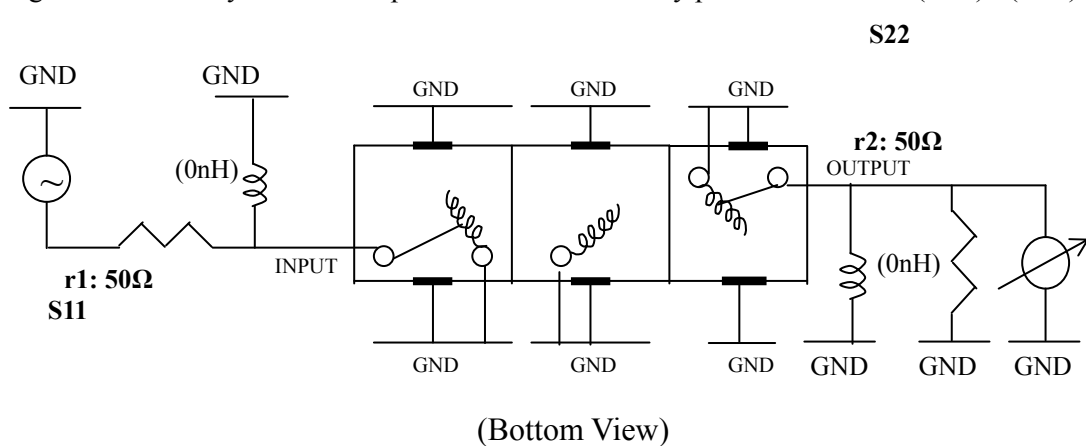 S22
GND
GND
GND
GND
GND
r2: 50Ω
(0nH)
OUTPUT
~
INPUT
(0nH)
r1: 50Ω
S11
GND
GND
GND
GND
GND
GND
(Bottom View)